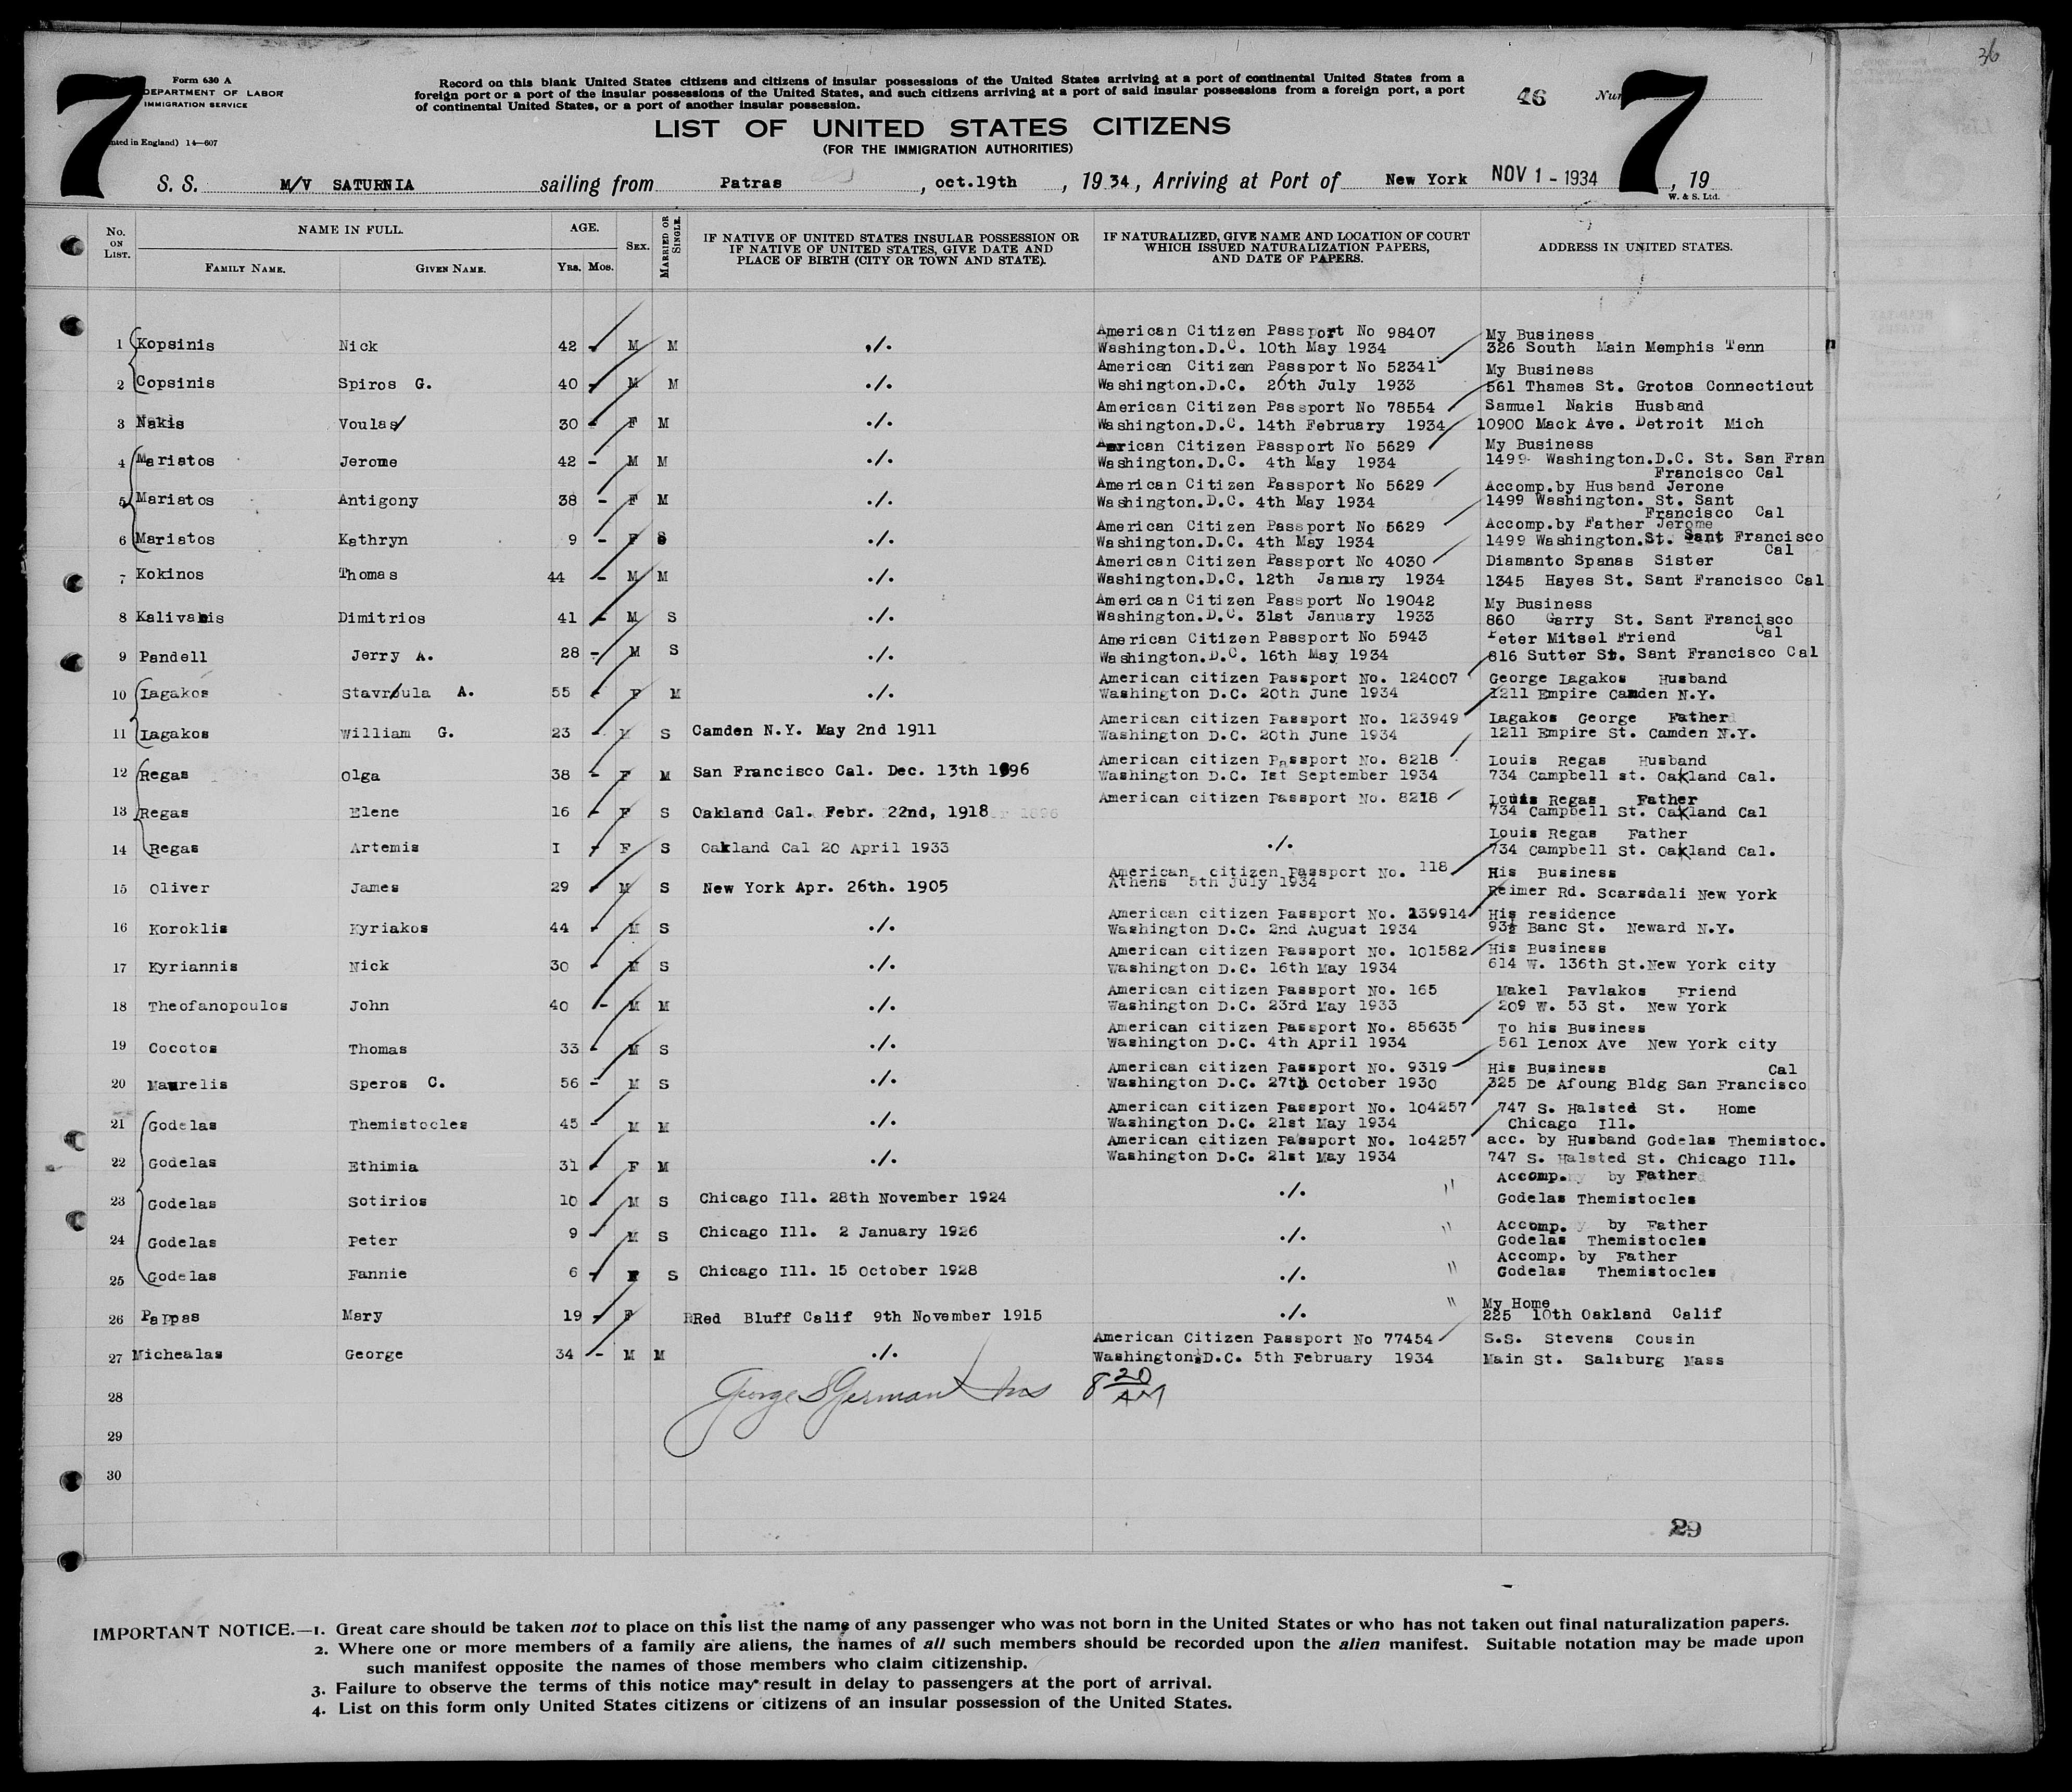 36
7
Form 630 A
DEPARTMENT OF LABOR
IMMIGRATION SERVICE
(Printed in England) 14—607
Record on this blank United States citizens and citizens of insular possessions of the United States arriving at a port of continental United States from a
foreign port or a port of the insular possessions of the United States, and such citizens arriving at a port of said insular possessions from a foreign port, a port
of continental United States, or a port of another insular possession.
46
7
LIST OF UNITED STATES CITIZENS
(FOR THE IMMIGRATION AUTHORITIES)
S. S. M/V SATURNIA sailing from Patras, oct.19th, 19 34, Arriving at Port of New York NOV 1 - 1934, 19
W. & S. Ltd.
No. ON LIST. NAME IN FULL. AGE. SEX. MARRIED OR SINGLE. IF NATIVE OF UNITED STATES INSULAR POSSESSION OR IF NATIVE OF UNITED STATES, GIVE DATE AND PLACE OF BIRTH (CITY OR TOWN AND STATE). IF NATURALIZED, GIVE NAME AND LOCATION OF COURT WHICH ISSUED NATURALIZATION PAPERS, AND DATE OF PAPERS. ADDRESS IN UNITED STATES.
FAMILY NAME. GIVEN NAME. YRS. MOS.
American Citizen Passport No 98407 My Business
1 Kopsinis Nick 42 - M M ./. Washington.D.C. 10th May 1934 326 South Main Memphis Tenn
American Citizen Passport No 52341 My Business
2 Copsinis Spiros G. 40 - M M ./. Washington.D.C. 20th July 1933 561 Thames St. Grotos Connecticut
American Citizen Passport No 78554 Samuel Nakis Husband
3 Nakis Voulas 30 - F M ./. Washington.D.C. 14th February 1934 10900 Mack Ave. Detroit Mich
American Citizen Passport No 5629 My Business
4 Mariatos Jerome 42 - M M ./. Washington.D.C. 4th May 1934 1499 Washington.D.C. St. San Fran
Francisco Cal
American Citizen Passport No 5629 Accomp.by Husband Jerone
5 Mariatos Antigony 38 - F M ./. Washington.D.C. 4th May 1934 1499 Washington. St. Sant
Francisco Cal
American Citizen Passport No 5629 Accomp.by Father Jerome
6 Mariatos Kathryn 9 - F S ./. Washington.D.C. 4th May 1934 1499 Washington.St. Sant Francisco
Cal
American Citizen Passport No 4030 Diamanto Spanas Sister
7 Kokinos Thomas 44 - M M ./. Washington.D.C. 12th January 1934 1345 Hayes St. Sant Francisco Cal
American Citizen Passport No 19042 My Business
8 Dimitrios 41 - M S ./. Washington.D.C. 31st January 1933 860 Garry St. Sant Francisco
Cal
American Citizen Passport No 5943 Peter Mitsel Friend
9 Pandell Jerry A. 28 - M S ./. Washington.D.C. 16th May 1934 816 Sutter St. Sant Francisco Cal
American citizen Passport No. 124007 George Lagakos Husband
10 Lagakos Stavroula A. 55 - F M ./. Washington D.C. 20th June 1934 1211 Empire Camden N.Y.
American citizen Passport No. 123949 Lagakos George Father
11 Lagakos William G. 23 - M S Camden N.Y. May 2nd 1911 Washington D.C. 20th June 1934 1211 Empire St. Camden N.Y.
American citizen Passport No. 8218 Louis Regas Husband
12 Regas Olga 38 - F M San Francisco Cal. Dec. 13th 1896 Washington D.C. Ist September 1934 734 Campbell st. Oakland Cal.
American citizen Passport No. 8218 Louis Regas Father
13 Regas Elene 16 - F S Oakland Cal. Febr. 22nd, 1918 734 Campbell St. Oakland Cal
Louis Regas Father
14 Regas Artemis I - F S Oakland Cal 20 April 1933 ./. 734 Campbell St. Oakland Cal.
American citizen Passport No. 118 His Business
15 Oliver James 29 - M S New York Apr. 26th. 1905 Athens 5th July 1934 Reimer Rd. Scarsdali New York
American citizen Passport No. 239914 His residence
16 Koroklis Kyriakos 44 - M S ./. Washington D.C. 2nd August 1934 93½ Banc St. Neward N.Y.
American citizen Passport No. 101582 His Business
17 Kyriannis Nick 30 - M S ./. Washington D.C. 16th May 1934 614 W. 136th St.New York city
American citizen Passport No. 165 Makel Pavlakos Friend
18 Theofanopoulos John 40 - M M ./. Washington D.C. 23rd May 1933 209 W. 53 St. New York
American citizen Passport No. 85635 To his Business
19 Cocotos Thomas 33 - M S ./. Washington D.C. 4th April 1934 561 Lenox Ave New York city
American citizen Passport No. 9319 His Business Cal
20 Maurelis Speros C. 56 - M S ./. Washington D.C. 27th October 1930 325 De Afoung Bldg San Francisco
American citizen Passport No. 104257 747 S. Halsted St. Home
21 Godelas Themistocles 45 - M M ./. Washington D.C. 21st May 1934 Chicago Ill.
American citizen Passport No. 104257 acc. by Husband Godelas Themistoc.
22 Godelas Ethimia 31 - F M ./. Washington D.C. 21st May 1934 747 S. Halsted St. Chicago Ill.
Accomp. by Father
23 Godelas Sotirios 10 - M S Chicago Ill. 28th November 1924 ./. " Godelas Themistocles
Accomp. by Father
24 Godelas Peter 9 - M S Chicago Ill. 2 January 1926 ./. " Godelas Themistocles
Accomp. by Father
25 Godelas Fannie 6 - F S Chicago Ill. 15 October 1928 ./. " Godelas Themistocles
My Home
26 Pappas Mary 19 - F Red Bluff Calif 9th November 1915 ./. " 225 10th Oakland Calif
American Citizen Passport No 77454 S.S. Stevens Cousin
27 Michealas George 34 - M M ./. Washington.D.C. 5th February 1934 Main St. Salsburg Mass
28 George S German Ins 8 20 AM
29
30
29
IMPORTANT NOTICE.—1. Great care should be taken not to place on this list the name of any passenger who was not born in the United States or who has not taken out final naturalization papers.
2. Where one or more members of a family are aliens, the names of all such members should be recorded upon the alien manifest. Suitable notation may be made upon
such manifest opposite the names of those members who claim citizenship.
3. Failure to observe the terms of this notice may result in delay to passengers at the port of arrival.
4. List on this form only United States citizens or citizens of an insular possession of the United States.